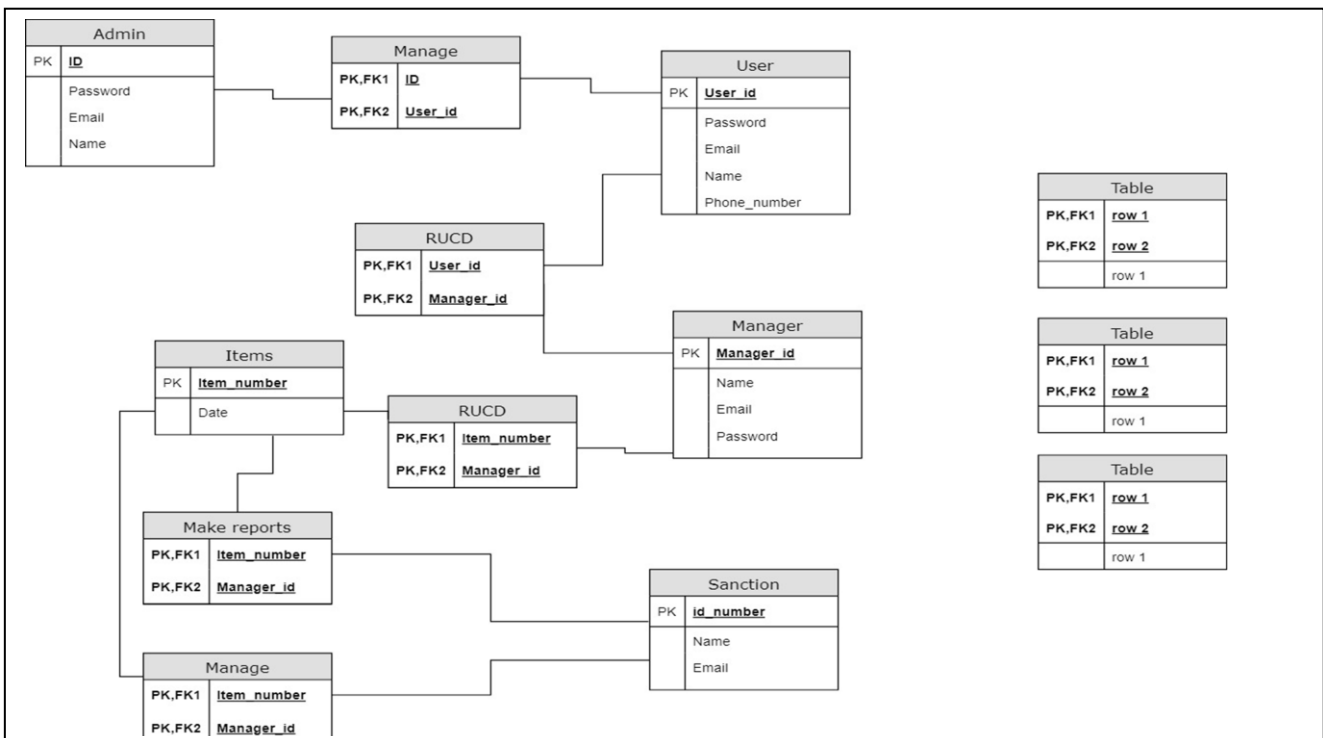 Admin
PK ID
Password
Email
Name
Manage
PK,FK1 ID
PK,FK2 User_id
User
PK User_id
Password
Email
Name
Phone_number
RUCD
PK,FK1 User_id
PK,FK2 Manager_id
Manager
PK Manager_id
Name
Email
Password
Items
PK Item_number
Date
RUCD
PK,FK1 Item_number
PK,FK2 Manager_id
Make reports
PK,FK1 Item_number
PK,FK2 Manager_id
Sanction
PK id_number
Name
Email
Manage
PK,FK1 Item_number
PK,FK2 Manager_id
Table
PK,FK1 row 1
PK,FK2 row 2
row 1
Table
PK,FK1 row 1
PK,FK2 row 2
row 1
Table
PK,FK1 row 1
PK,FK2 row 2
row 1